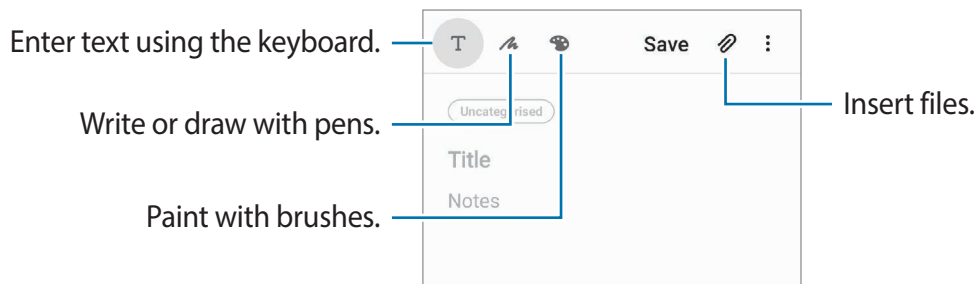 Enter text using the keyboard.
T
Save
Write or draw with pens.
Insert files.
Uncategorised
Title
Notes
Paint with brushes.